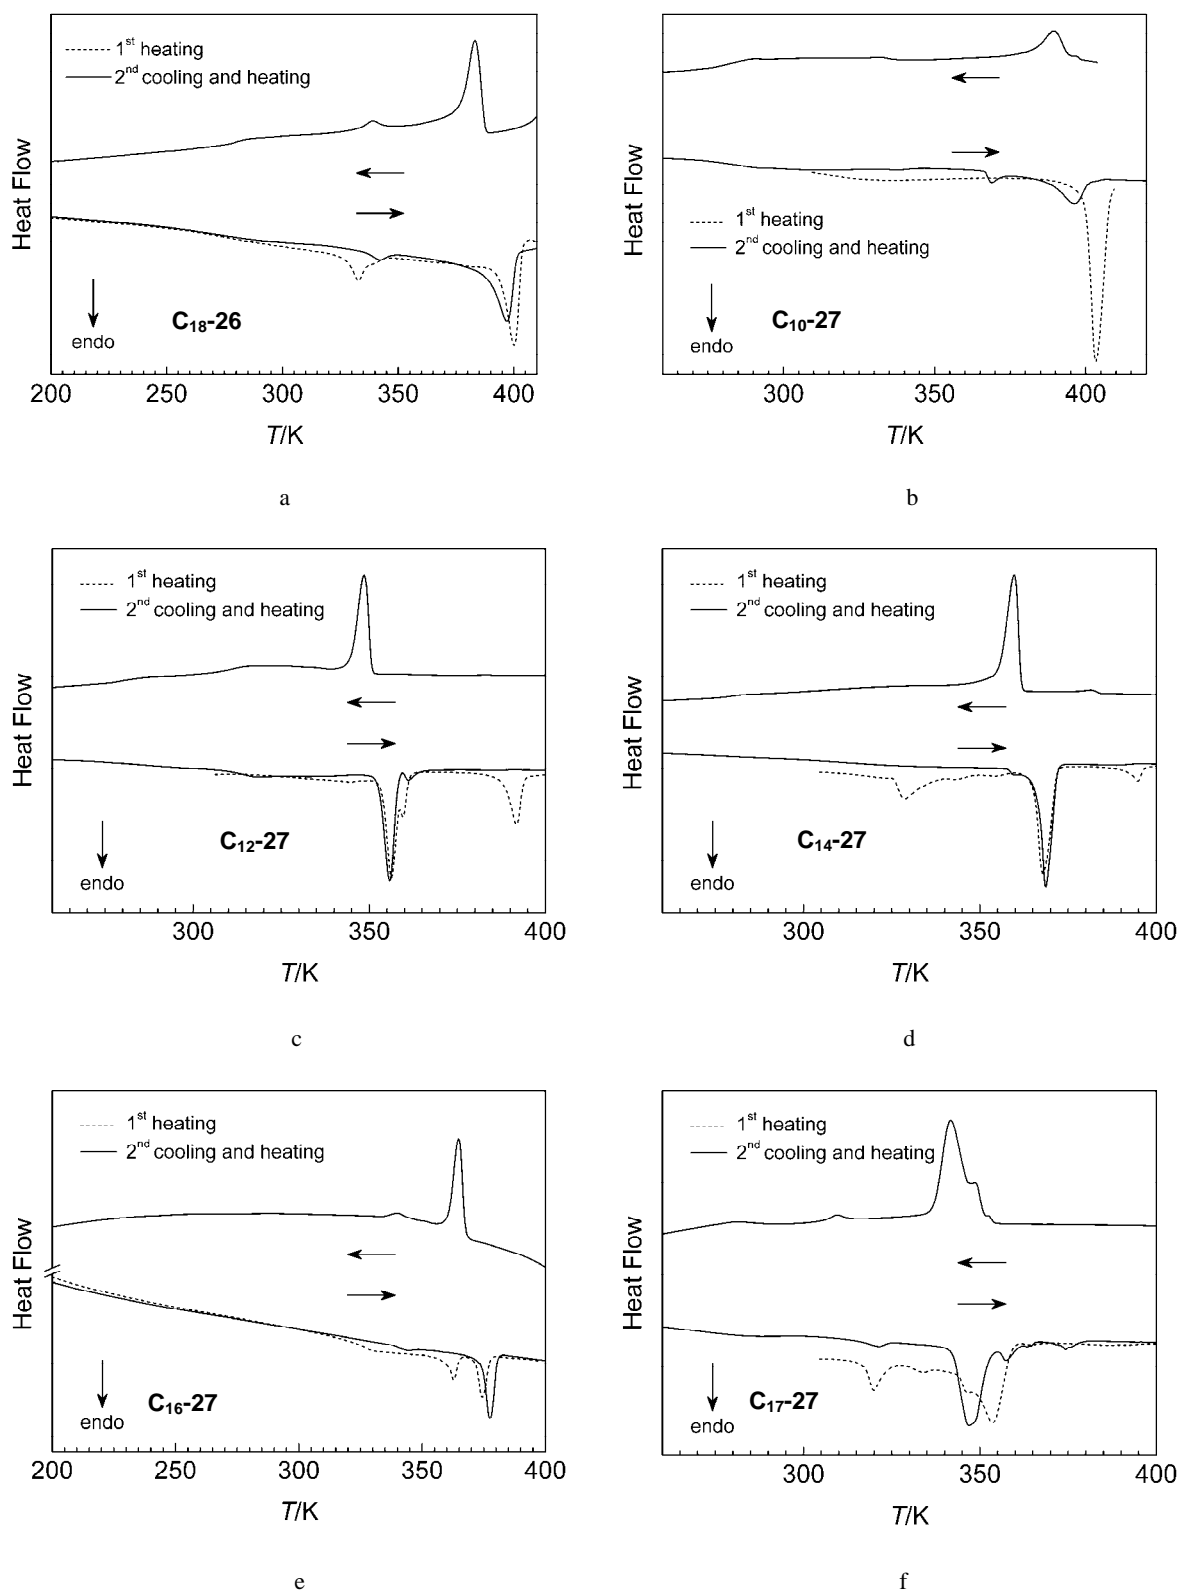 1st heating
2nd cooling and heating
Heat Flow
C18-26
endo
200 250 300 350 400
T/K
a
Heat Flow
1st heating
2nd cooling and heating
C10-27
endo
300 350 400
T/K
b
1st heating
2nd cooling and heating
Heat Flow
C12-27
endo
300 350 400
T/K
c
1st heating
2nd cooling and heating
Heat Flow
C14-27
endo
300 350 400
T/K
d
1st heating
2nd cooling and heating
Heat Flow
C16-27
endo
200 250 300 350 400
T/K
e
1st heating
2nd cooling and heating
Heat Flow
C17-27
endo
300 350 400
T/K
f